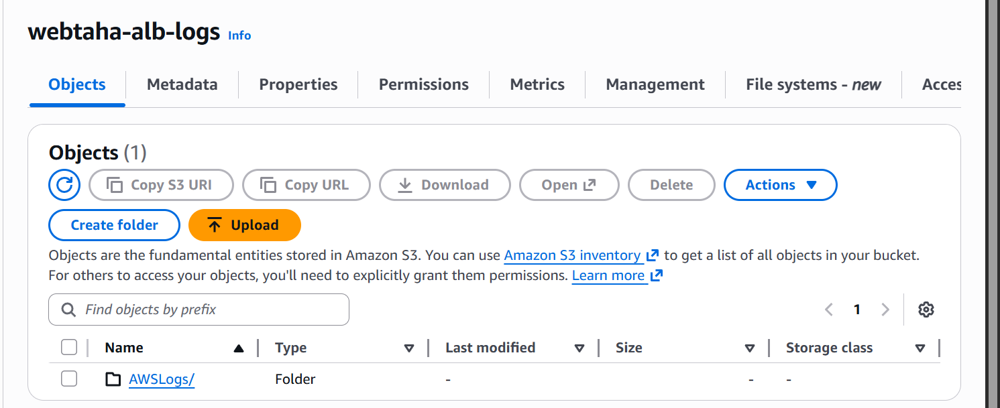 webtaha-alb-logs Info
Objects Metadata Properties Permissions Metrics Management File systems - new Acces
Objects (1)
Copy S3 URI Copy URL Download Open Delete Actions
Create folder Upload
Objects are the fundamental entities stored in Amazon S3. You can use Amazon S3 inventory to get a list of all objects in your bucket.
For others to access your objects, you'll need to explicitly grant them permissions. Learn more
Find objects by prefix 1
Name Type Last modified Size Storage class
AWSLogs/ Folder - - -